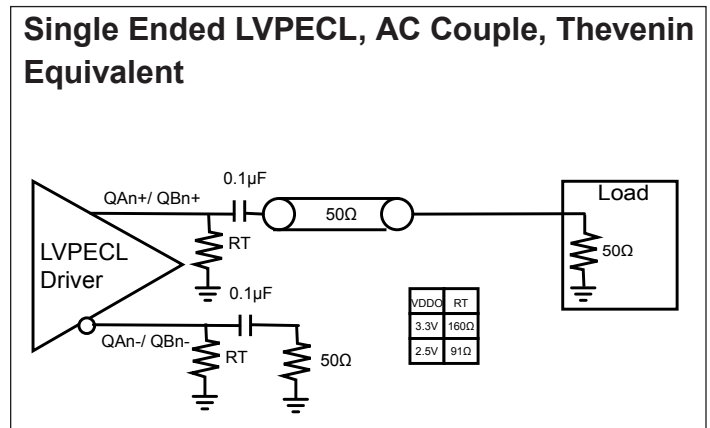 Single Ended LVPECL, AC Couple, Thevenin
Equivalent
0.1µF
QAn+/ QBn+
50Ω
Load
RT
50Ω
LVPECL
Driver
0.1µF
QAn-/ QBn-
RT
50Ω
VDDO RT
3.3V 160Ω
2.5V 91Ω